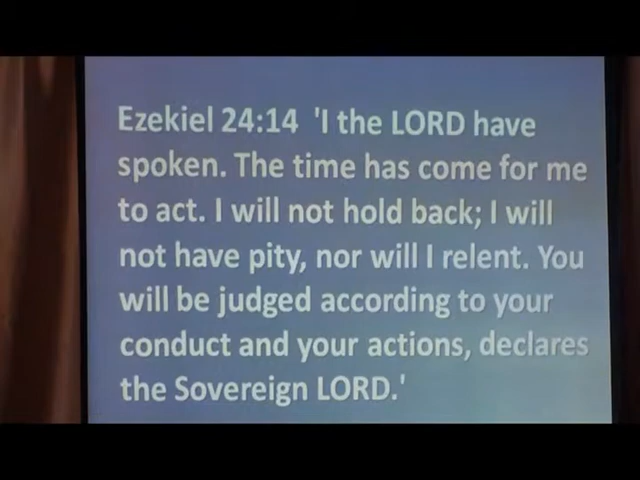 Ezekiel 24:14  'I the LORD have
spoken. The time has come for me
to act. I will not hold back; I will
not have pity, nor will I relent. You
will be judged according to your
conduct and your actions, declares
the Sovereign LORD.'